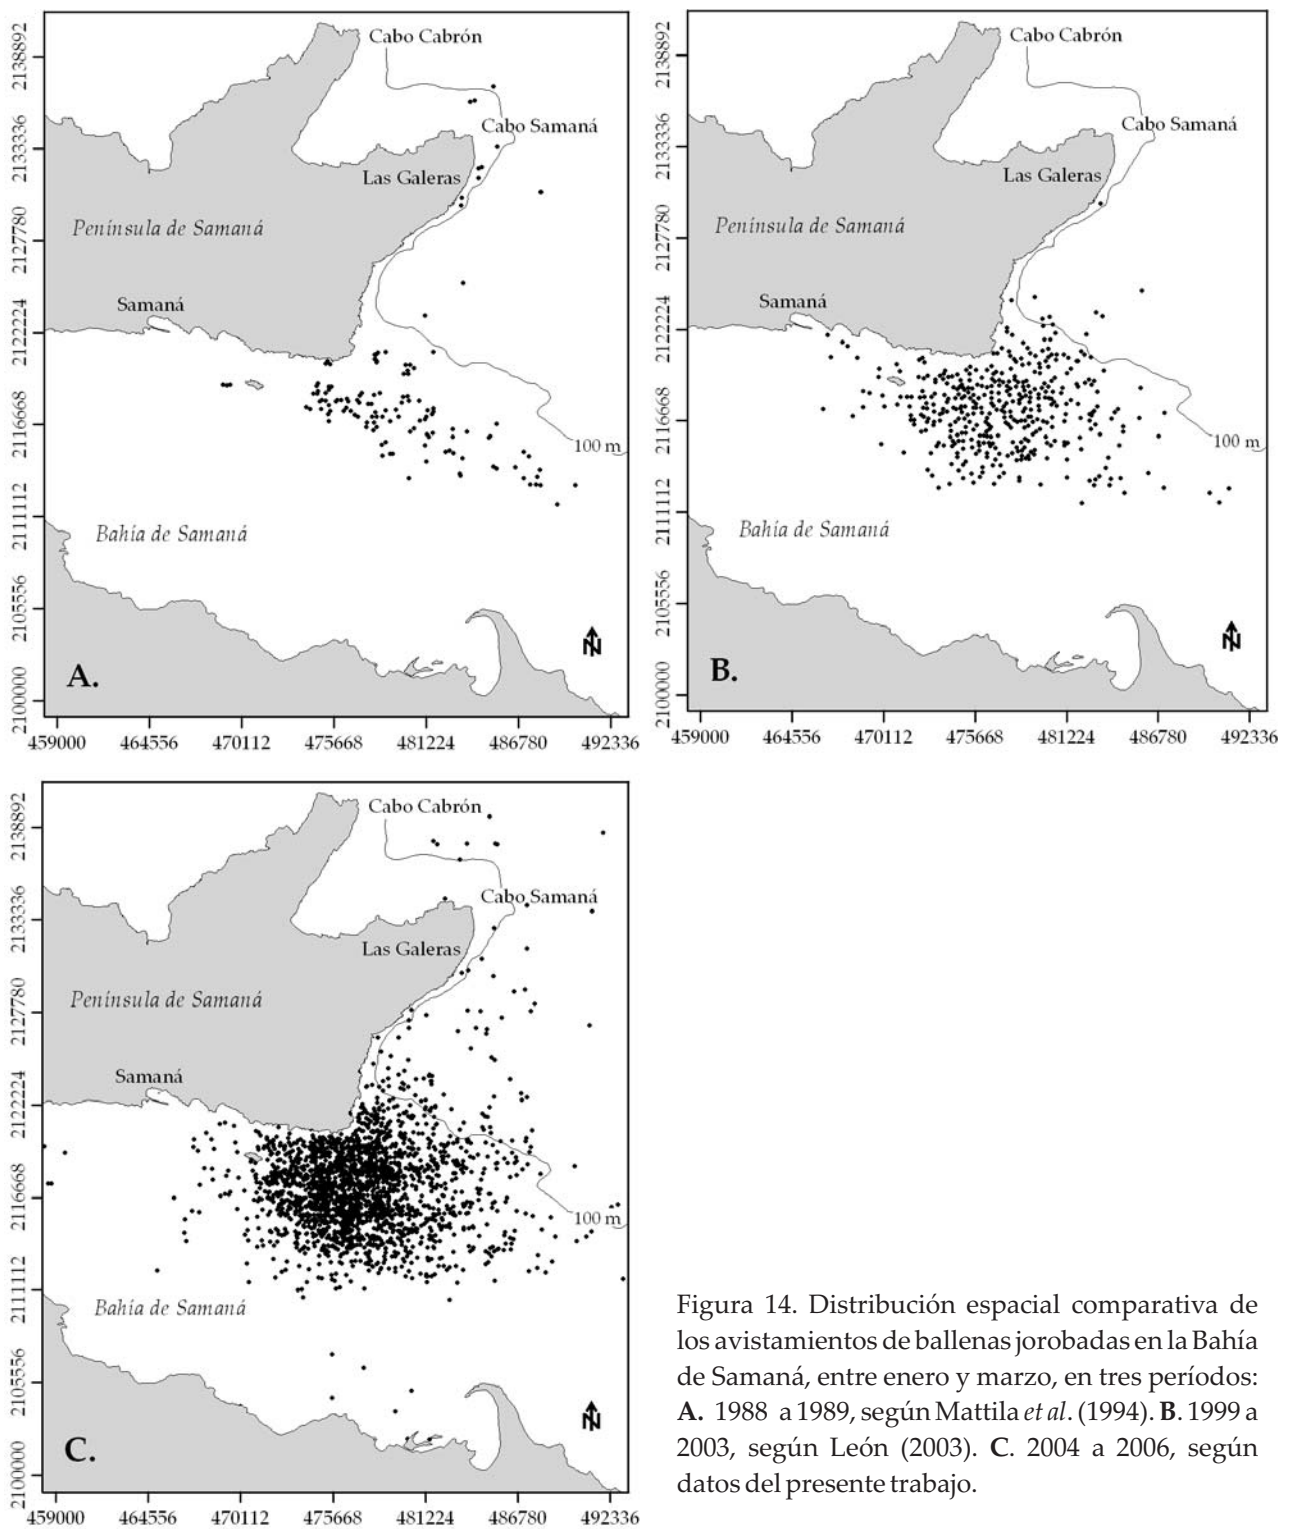 Cabo Cabrón
Cabo Samaná
Las Galeras
Península de Samaná
Samaná
100 m
Bahía de Samaná
N
A.
2138892
2133336
2127780
2122224
2116668
2111112
2105556
2100000
459000 464556 470112 475668 481224 486780 492336
Cabo Cabrón
Cabo Samaná
Las Galeras
Península de Samaná
Samaná
100 m
Bahía de Samaná
N
B.
2138892
2133336
2127780
2122224
2116668
2111112
2105556
2100000
459000 464556 470112 475668 481224 486780 492336
Cabo Cabrón
Cabo Samaná
Las Galeras
Península de Samaná
Samaná
100 m
Bahía de Samaná
N
C.
2138892
2133336
2127780
2122224
2116668
2111112
2105556
2100000
459000 464556 470112 475668 481224 486780 492336
Figura 14. Distribución espacial comparativa de
los avistamientos de ballenas jorobadas en la Bahía
de Samaná, entre enero y marzo, en tres períodos:
A. 1988 a 1989, según Mattila et al. (1994). B. 1999 a
2003, según León (2003). C. 2004 a 2006, según
datos del presente trabajo.